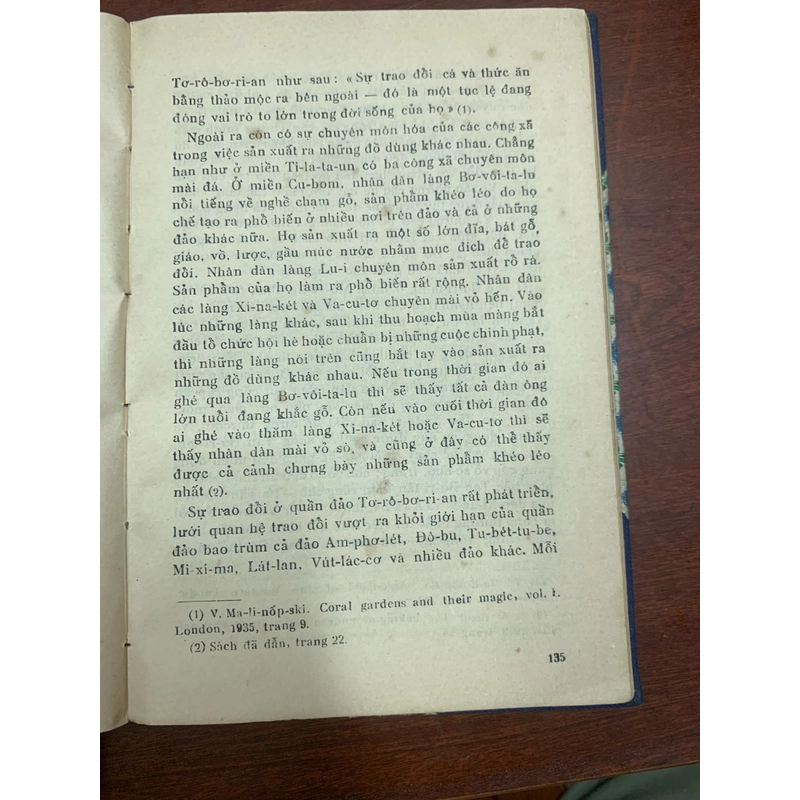 Tơ-rô-bơ-ri-an như sau: « Sự trao đổi cá và thức ăn
bằng thảo mộc ra bên ngoài — đó là một tục lệ đang
đóng vai trò to lớn trong đời sống của họ » (1).
Ngoài ra còn có sự chuyên môn hóa của các công xã
trong việc sản xuất ra những đồ dùng khác nhau. Chẳng
hạn như ở miền Ti-la-ta-un có ba công xã chuyên môn
mài đá. Ở miền Cu-bom, nhân dân làng Bơ-vôi-ta-lu
nổi tiếng về nghề chạm gỗ, sản phẩm khéo léo do họ
chế tạo ra phổ biến ở nhiều nơi trên đảo và cả ở những
đảo khác nữa. Họ sản xuất ra một số lớn đĩa, bát gỗ,
giáo, vồ, lược, gầu múc nước nhằm mục đích để trao
đổi. Nhân dân làng Lu-i chuyên môn sản xuất rổ rá.
Sản phẩm của họ làm ra phổ biến rất rộng. Nhân dân
các làng Xi-na-két và Va-cu-tơ chuyên mài vỏ hến. Vào
lúc những làng khác, sau khi thu hoạch mùa màng bắt
đầu tổ chức hội hè hoặc chuẩn bị những cuộc chinh phạt,
thì những làng nói trên cũng bắt tay vào sản xuất ra
những đồ dùng khác nhau. Nếu trong thời gian đó ai
ghé qua làng Bơ-vôi-ta-lu thì sẽ thấy tất cả đàn ông
lớn tuổi đang khắc gỗ. Còn nếu vào cuối thời gian đó
ai ghé vào thăm làng Xi-na-két hoặc Va-cu-tơ thì sẽ
thấy nhân dân mài vỏ sò, và cũng ở đây có thể thấy
được cả cảnh chưng bày những sản phẩm khéo léo
nhất (2).
Sự trao đổi ở quần đảo Tơ-rô-bơ-ri-an rất phát triển,
lưới quan hệ trao đổi vượt ra khỏi giới hạn của quần
đảo bao trùm cả đảo Am-phơ-lét, Đô-bu, Tu-bét-tu-be,
Mi-xi-ma, Lát-lan, Vút-lác-cơ và nhiều đảo khác. Mỗi
(1) V. Ma-li-nốp-ski. Coral gardens and their magic, vol. I.
London, 1935, trang 9.
(2) Sách đã dẫn, trang 22.
135